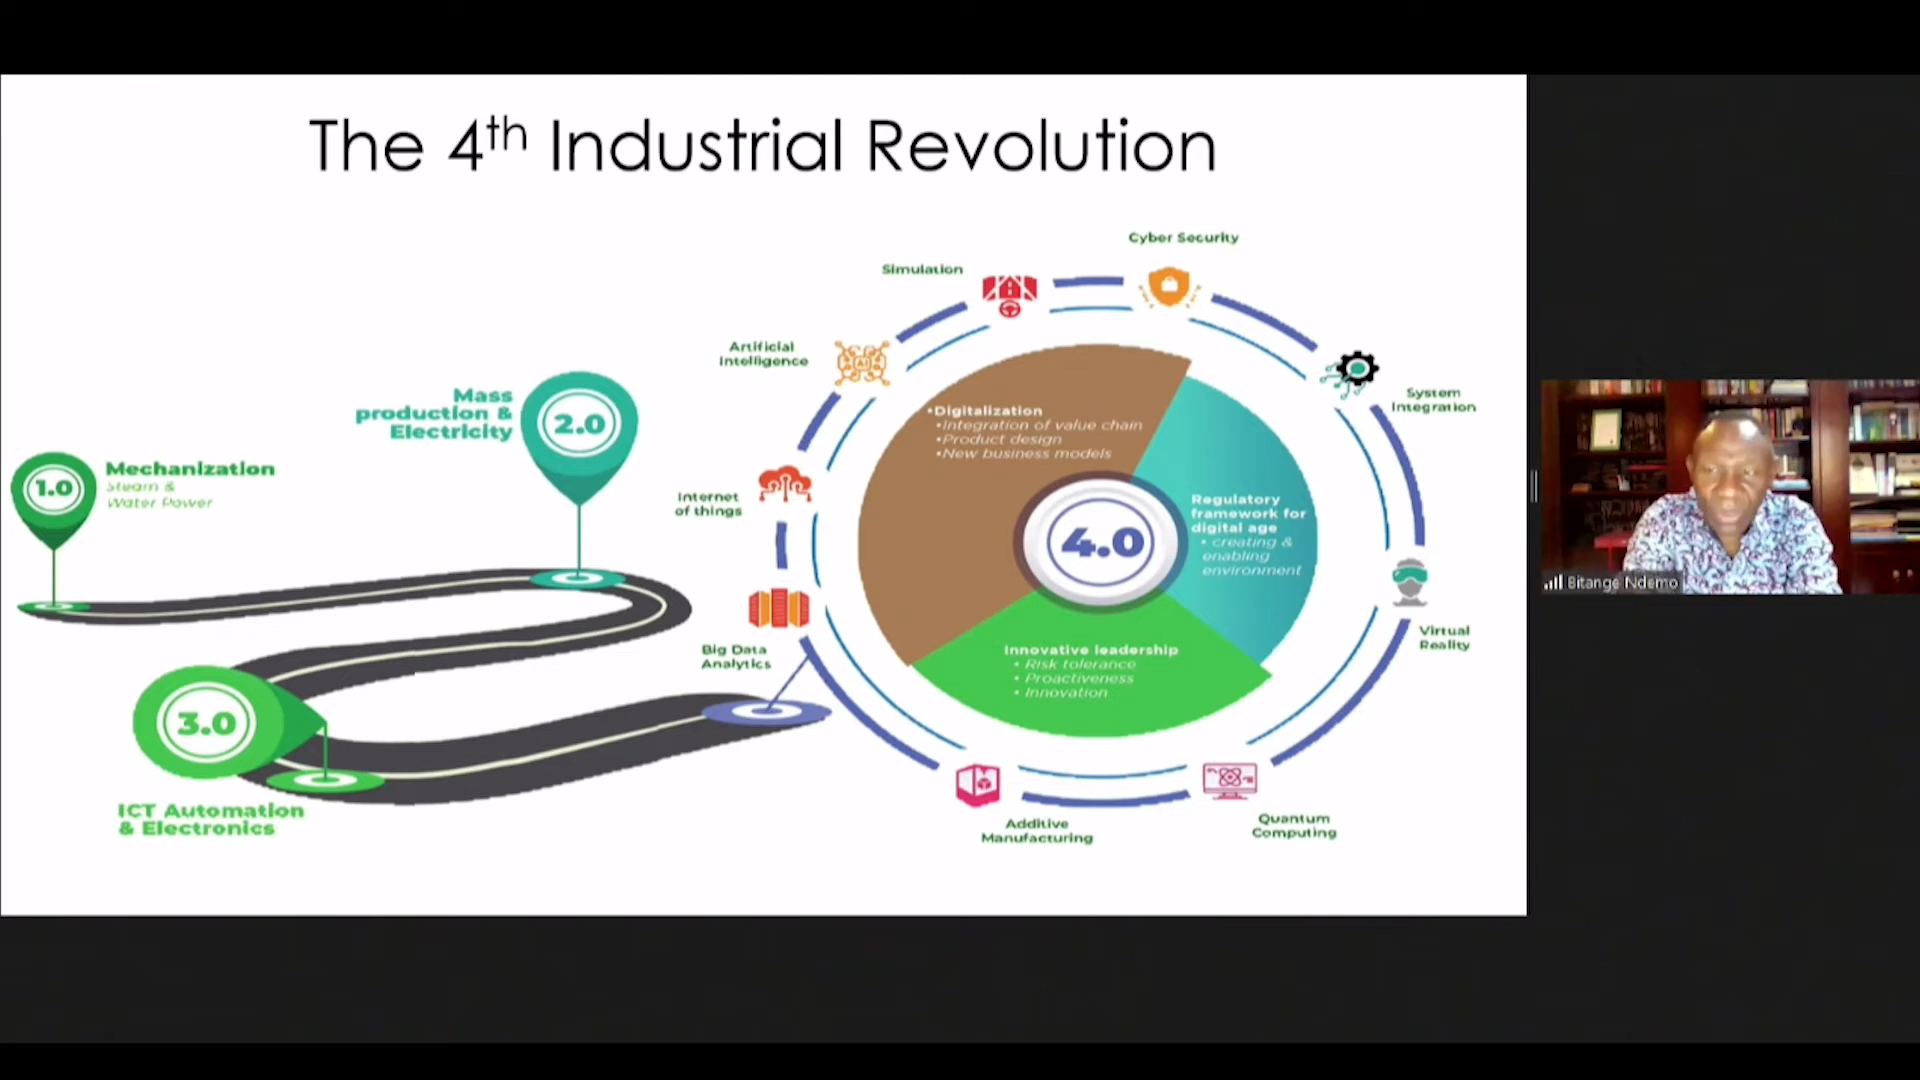 The 4th Industrial Revolution
1.0
Mechanization
Steam &
Water Power
Mass
production &
Electricity
2.0
3.0
ICT Automation
& Electronics
Cyber Security
Simulation
Artificial
Intelligence
AI
Internet
of things
Big Data
Analytics
System
Integration
Virtual
Reality
Additive
Manufacturing
Quantum
Computing
•Digitalization
•Integration of value chain
•Product design
•New business models
4.0
Regulatory
framework for
digital age
• creating &
enabling
environment
Innovative leadership
• Risk tolerance
• Proactiveness
• Innovation
Bitange Ndemo